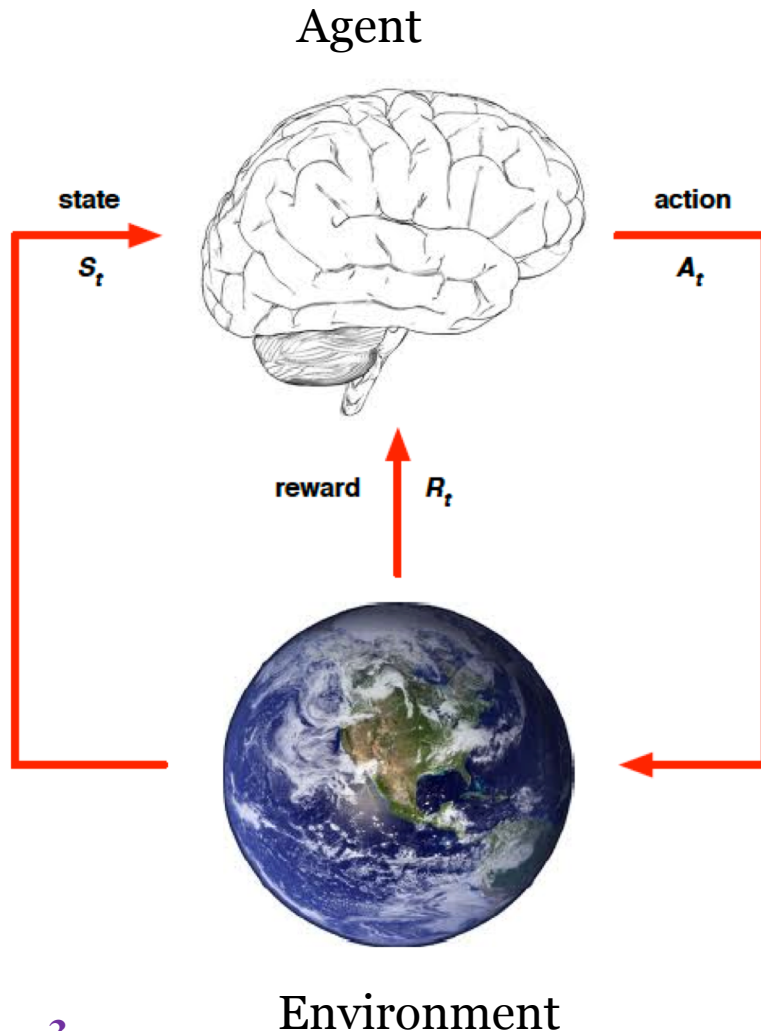 Agent
state
action
S_t
A_t
reward
R_t
Environment